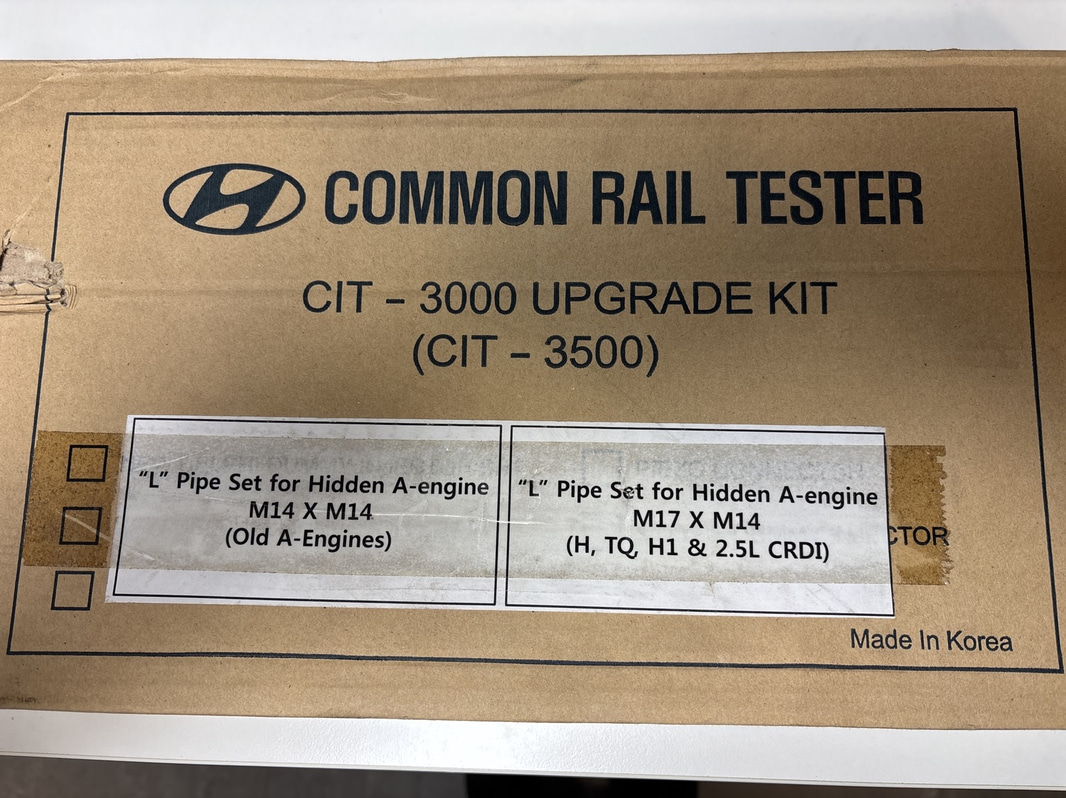 COMMON RAIL TESTER
CIT – 3000 UPGRADE KIT
(CIT – 3500)
“L” Pipe Set for Hidden A-engine
M14 X M14
(Old A-Engines)
“L” Pipe Set for Hidden A-engine
M17 X M14
(H, TQ, H1 & 2.5L CRDI)
CTOR
Made In Korea